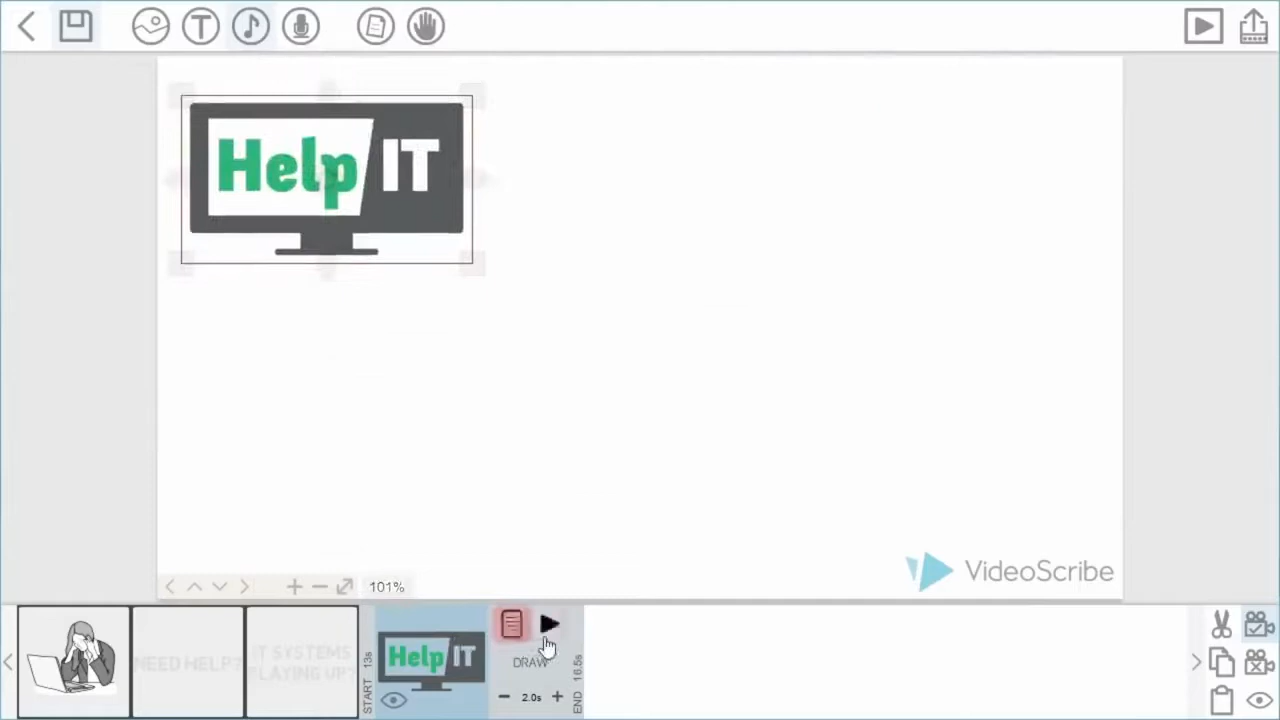 T
Help IT
VideoScribe
101%
NEED HELP?
IT SYSTEMS
PLAYING UP?
START 13s
Help IT
DRAW
2.0s
END 16.5s